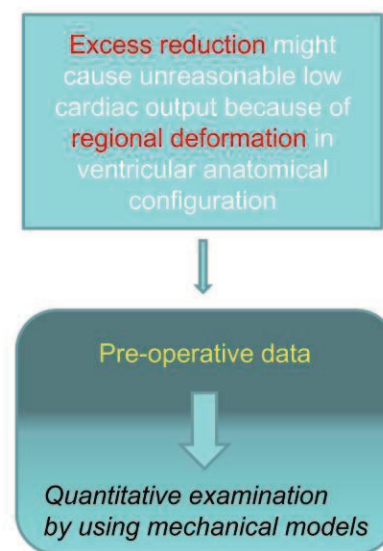 Excess reduction might
cause unreasonable low
cardiac output because of
regional deformation in
ventricular anatomical
configuration
Pre-operative data
Quantitative examination
by using mechanical models